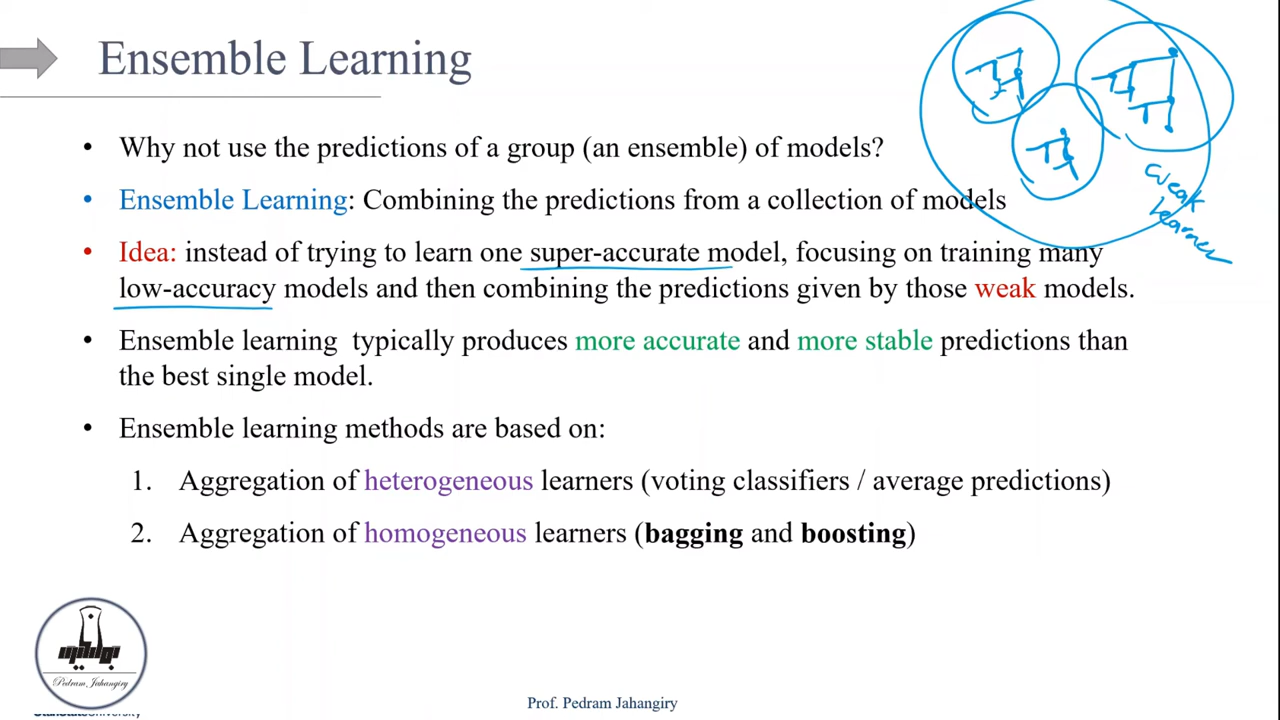 Ensemble Learning
• Why not use the predictions of a group (an ensemble) of models?
• Ensemble Learning: Combining the predictions from a collection of models
• Idea: instead of trying to learn one super-accurate model, focusing on training many
low-accuracy models and then combining the predictions given by those weak models.
• Ensemble learning typically produces more accurate and more stable predictions than
the best single model.
• Ensemble learning methods are based on:
1. Aggregation of heterogeneous learners (voting classifiers / average predictions)
2. Aggregation of homogeneous learners (bagging and boosting)
weak
learner
Pedram Jahangiry
Prof. Pedram Jahangiry